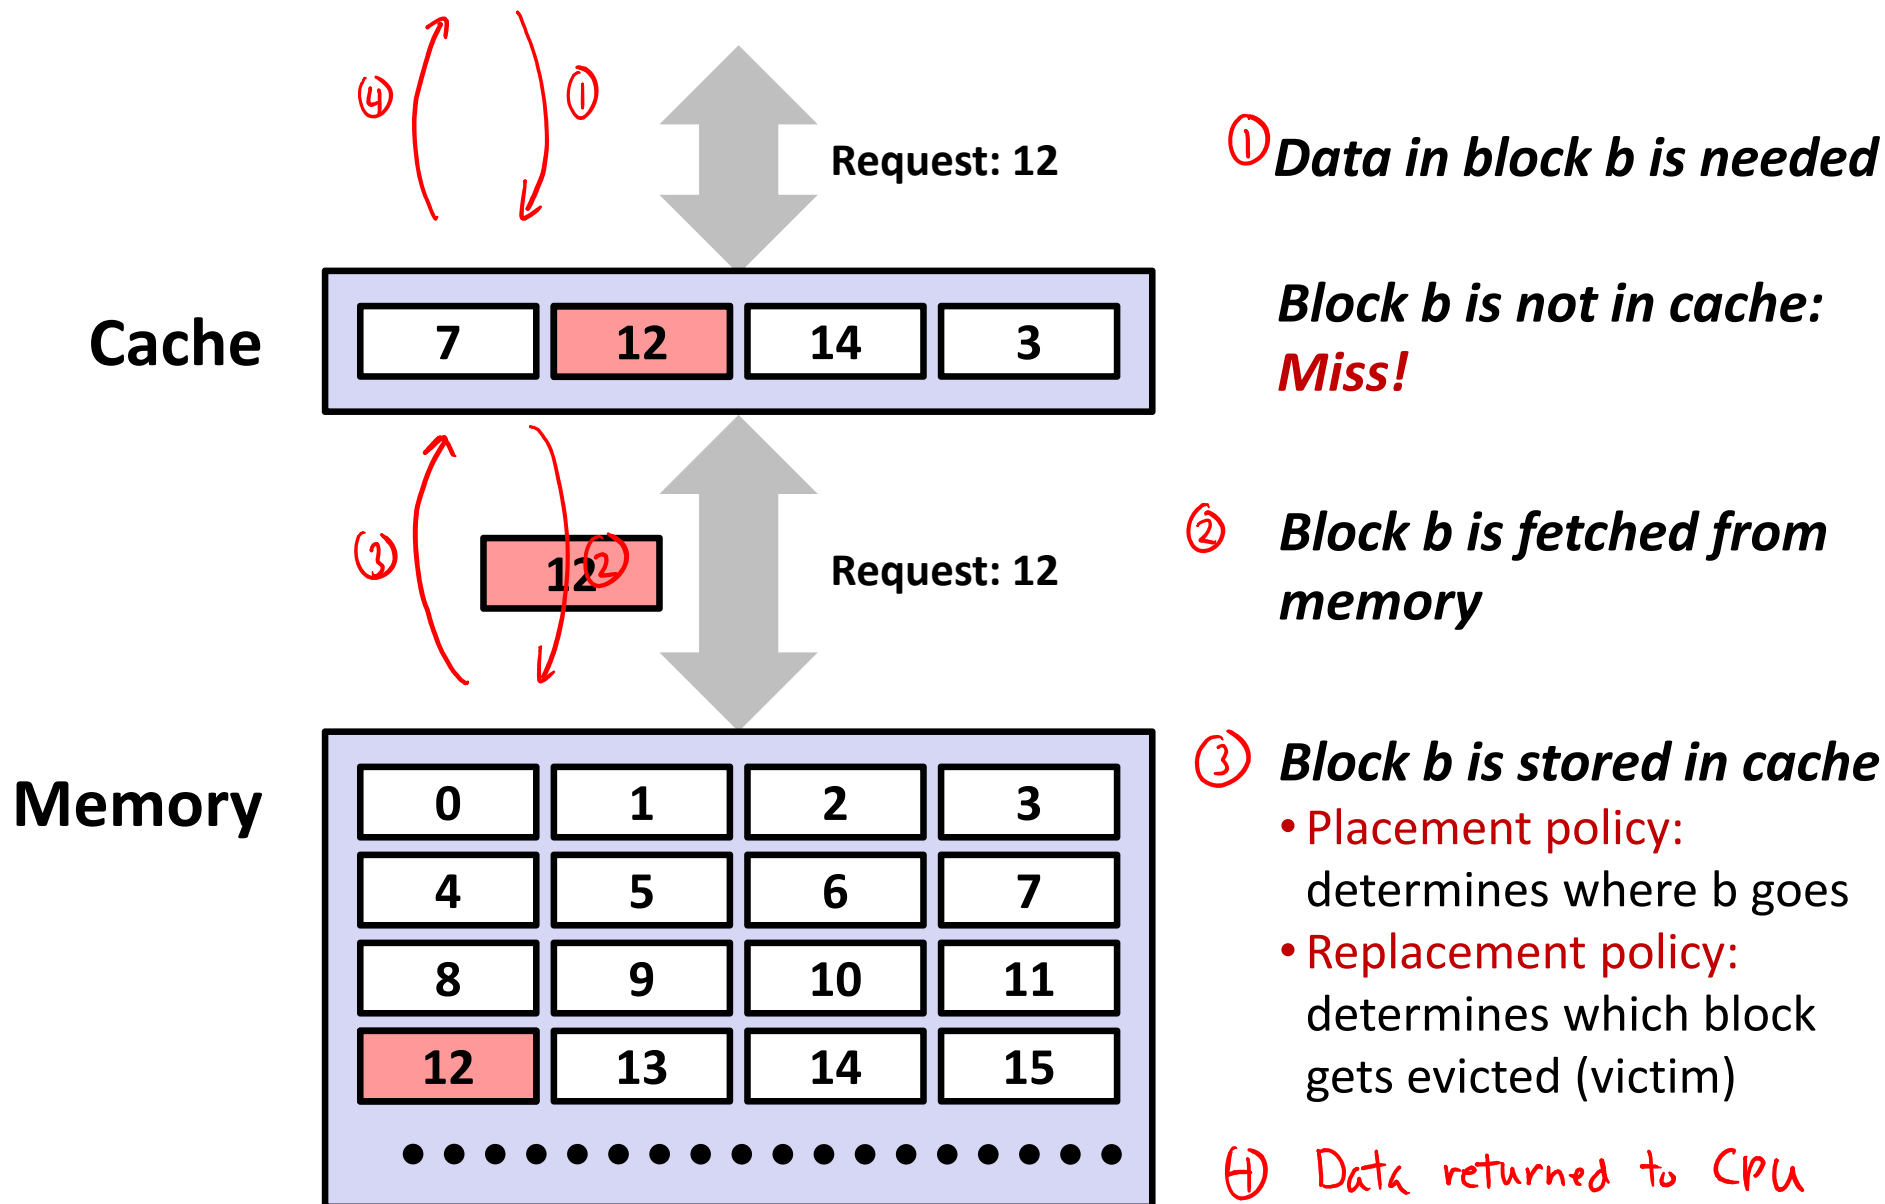 ④ ① Request: 12
① Data in block b is needed
Cache
7 12 14 3
Block b is not in cache:
Miss!
③ 12 ② Request: 12
② Block b is fetched from
memory
Memory
0 1 2 3
4 5 6 7
8 9 10 11
12 13 14 15
③ Block b is stored in cache
• Placement policy:
determines where b goes
• Replacement policy:
determines which block
gets evicted (victim)
④ Data returned to CPU